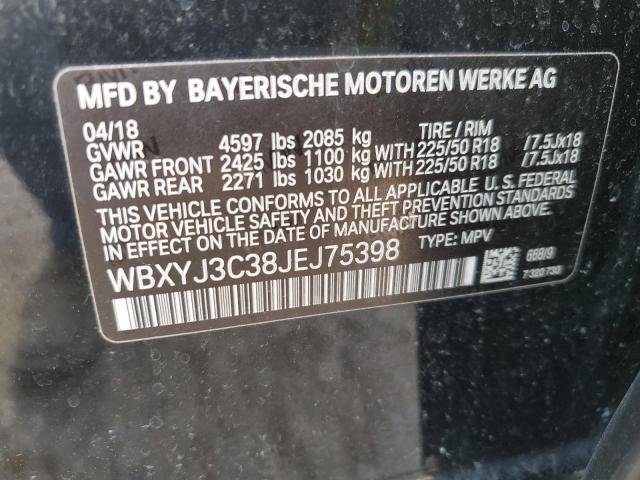 MFD BY BAYERISCHE MOTOREN WERKE AG
04/18 TIRE / RIM
GVWR 4597 lbs 2085 kg
GAWR FRONT 2425 lbs 1100 kg WITH 225/50 R18 / 7.5Jx18
GAWR REAR 2271 lbs 1030 kg WITH 225/50 R18 / 7.5Jx18
THIS VEHICLE CONFORMS TO ALL APPLICABLE U. S. FEDERAL
MOTOR VEHICLE SAFETY AND THEFT PREVENTION STANDARDS
IN EFFECT ON THE DATE OF MANUFACTURE SHOWN ABOVE.
WBXYJ3C38JEJ75398 TYPE: MPV
668/9
7320730